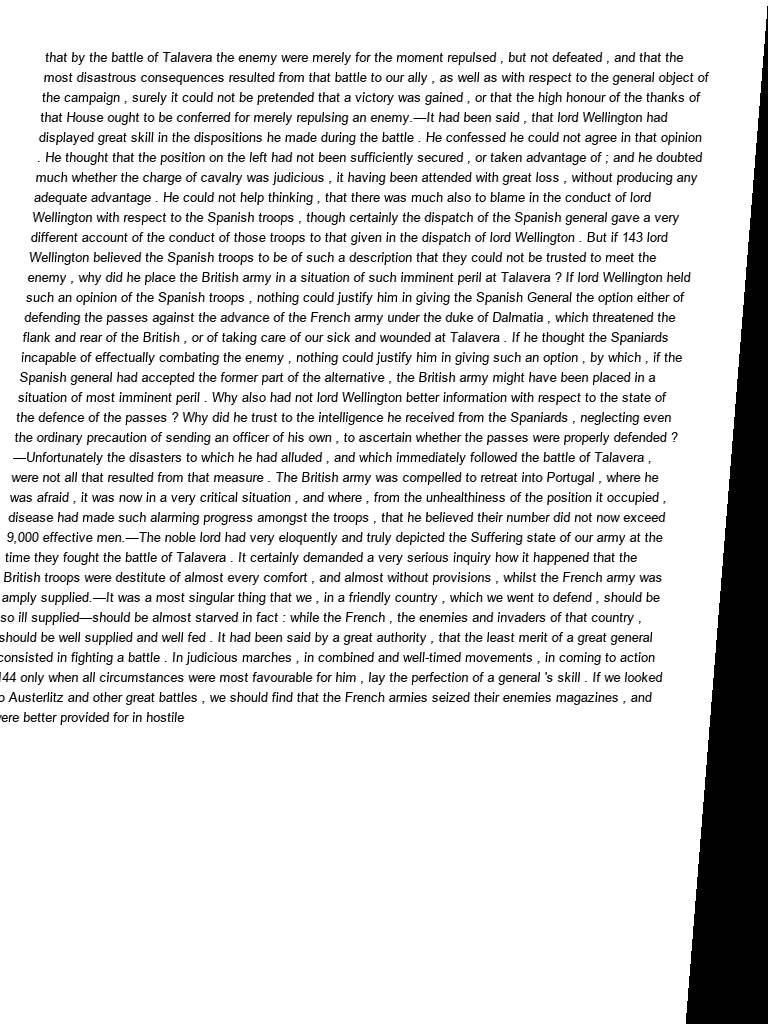 that by the battle of Talavera the enemy were merely for the moment repulsed , but not defeated , and that the
most disastrous consequences resulted from that battle to our ally , as well as with respect to the general object of
the campaign , surely it could not be pretended that a victory was gained , or that the high honour of the thanks of
that House ought to be conferred for merely repulsing an enemy.—It had been said , that lord Wellington had
displayed great skill in the dispositions he made during the battle . He confessed he could not agree in that opinion
. He thought that the position on the left had not been sufficiently secured , or taken advantage of ; and he doubted
much whether the charge of cavalry was judicious , it having been attended with great loss , without producing any
adequate advantage . He could not help thinking , that there was much also to blame in the conduct of lord
Wellington with respect to the Spanish troops , though certainly the dispatch of the Spanish general gave a very
different account of the conduct of those troops to that given in the dispatch of lord Wellington . But if 143 lord
Wellington believed the Spanish troops to be of such a description that they could not be trusted to meet the
enemy , why did he place the British army in a situation of such imminent peril at Talavera ? If lord Wellington held
such an opinion of the Spanish troops , nothing could justify him in giving the Spanish General the option either of
defending the passes against the advance of the French army under the duke of Dalmatia , which threatened the
flank and rear of the British , or of taking care of our sick and wounded at Talavera . If he thought the Spaniards
incapable of effectually combating the enemy , nothing could justify him in giving such an option , by which , if the
Spanish general had accepted the former part of the alternative , the British army might have been placed in a
situation of most imminent peril . Why also had not lord Wellington better information with respect to the state of
the defence of the passes ? Why did he trust to the intelligence he received from the Spaniards , neglecting even
the ordinary precaution of sending an officer of his own , to ascertain whether the passes were properly defended ?
—Unfortunately the disasters to which he had alluded , and which immediately followed the battle of Talavera ,
were not all that resulted from that measure . The British army was compelled to retreat into Portugal , where he
was afraid , it was now in a very critical situation , and where , from the unhealthiness of the position it occupied ,
disease had made such alarming progress amongst the troops , that he believed their number did not now exceed
9,000 effective men.—The noble lord had very eloquently and truly depicted the Suffering state of our army at the
time they fought the battle of Talavera . It certainly demanded a very serious inquiry how it happened that the
British troops were destitute of almost every comfort , and almost without provisions , whilst the French army was
amply supplied.—It was a most singular thing that we , in a friendly country , which we went to defend , should be
so ill supplied—should be almost starved in fact : while the French , the enemies and invaders of that country ,
should be well supplied and well fed . It had been said by a great authority , that the least merit of a great general
consisted in fighting a battle . In judicious marches , in combined and well-timed movements , in coming to action
144 only when all circumstances were most favourable for him , lay the perfection of a general 's skill . If we looked
o Austerlitz and other great battles , we should find that the French armies seized their enemies magazines , and
were better provided for in hostile